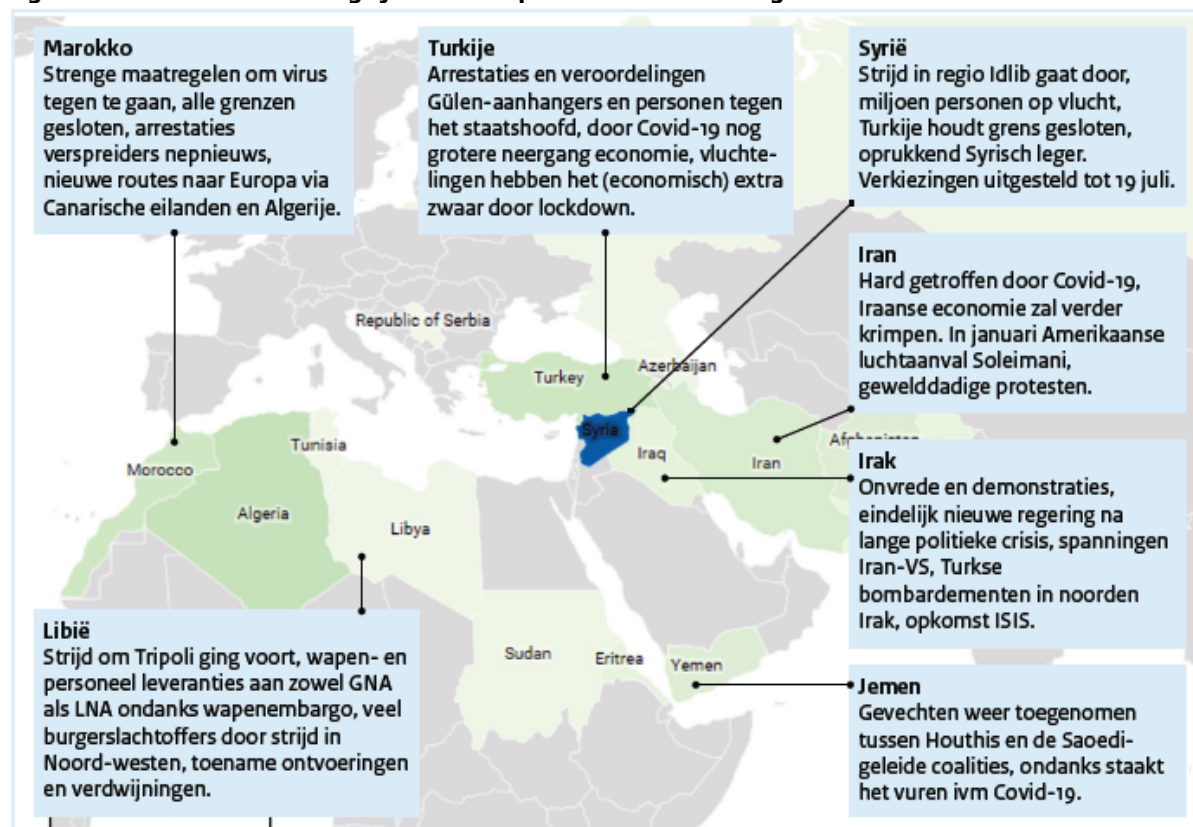 Marokko
Strenge maatregelen om virus
tegen te gaan, alle grenzen
gesloten, arrestaties
verspreiders nepnieuws,
nieuwe routes naar Europa via
Canarische eilanden en Algerije.
Turkije
Arrestaties en veroordelingen
Gülen-aanhangers en personen tegen
het staatshoofd, door Covid-19 nog
grotere neergang economie, vluchte-
lingen hebben het (economisch) extra
zwaar door lockdown.
Syrië
Strijd in regio Idlib gaat door,
miljoen personen op vlucht,
Turkije houdt grens gesloten,
oprukkend Syrisch leger.
Verkiezingen uitgesteld tot 19 juli.
Iran
Hard getroffen door Covid-19,
Iraanse economie zal verder
krimpen. In januari Amerikaanse
luchtaanval Soleimani,
gewelddadige protesten.
Republic of Serbia
Turkey
Azerbaijan
Syria
Tunisia
Iraq
Iran
Afghanistan
Morocco
Algeria
Libya
Irak
Onvrede en demonstraties,
eindelijk nieuwe regering na
lange politieke crisis, spanningen
Iran-VS, Turkse
bombardementen in noorden
Irak, opkomst ISIS.
Libië
Strijd om Tripoli ging voort, wapen- en
personeel leveranties aan zowel GNA
als LNA ondanks wapenembargo, veel
burgerslachtoffers door strijd in
Noord-westen, toename ontvoeringen
en verdwijningen.
Sudan
Eritrea
Yemen
Jemen
Gevechten weer toegenomen
tussen Houthis en de Saoedi-
geleide coalities, ondanks staakt
het vuren ivm Covid-19.